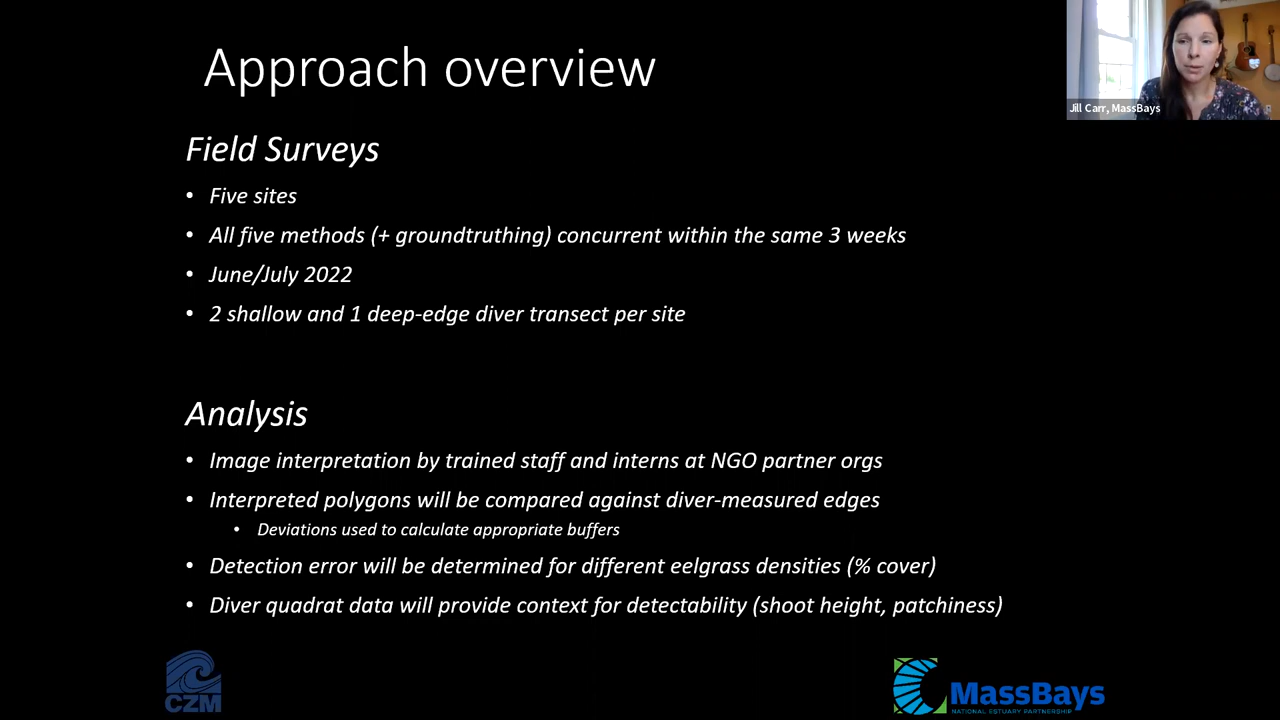 Approach overview
Jill Carr, MassBays
Field Surveys
• Five sites
• All five methods (+ groundtruthing) concurrent within the same 3 weeks
• June/July 2022
• 2 shallow and 1 deep-edge diver transect per site
Analysis
• Image interpretation by trained staff and interns at NGO partner orgs
• Interpreted polygons will be compared against diver-measured edges
• Deviations used to calculate appropriate buffers
• Detection error will be determined for different eelgrass densities (% cover)
• Diver quadrat data will provide context for detectability (shoot height, patchiness)
CZM
MassBays
NATIONAL ESTUARY PARTNERSHIP